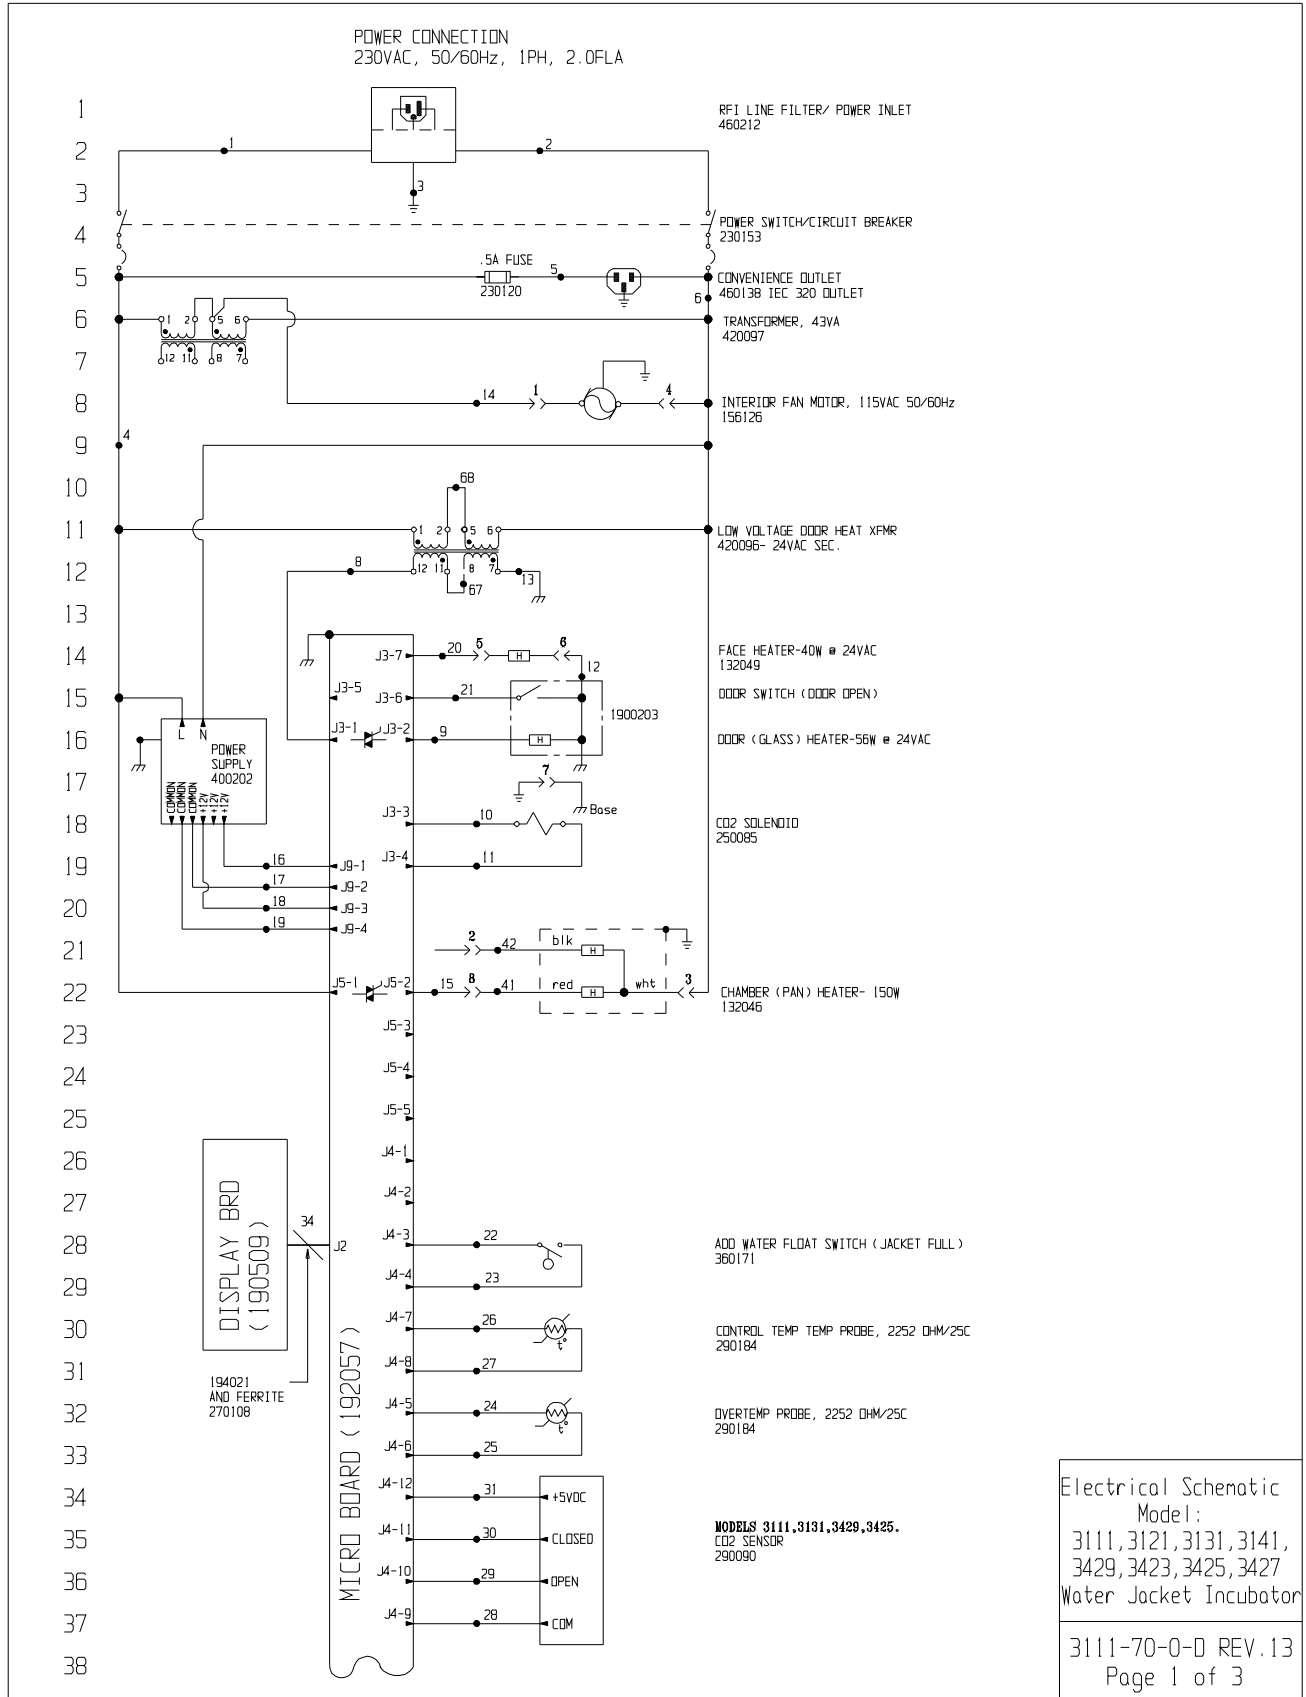 POWER CONNECTION
230VAC, 50/60Hz, 1PH, 2.0FLA
1
RFI LINE FILTER/ POWER INLET
460212
2
1
2
3
3
4
POWER SWITCH/CIRCUIT BREAKER
230153
5
.5A FUSE
230120
5
CONVENIENCE OUTLET
460138 IEC 320 OUTLET
6
6
1 2 5 6
12 11 8 7
TRANSFORMER, 43VA
420097
7
8
14
1
4
INTERIOR FAN MOTOR, 115VAC 50/60Hz
156126
9
4
10
68
11
1 2 5 6
12 11 8 7
LOW VOLTAGE DOOR HEAT XFMR
420096- 24VAC SEC.
12
8
67
13
13
14
J3-7
20
5
H
6
FACE HEATER-40W @ 24VAC
132049
12
15
J3-5
J3-6
21
1900203
DOOR SWITCH (DOOR OPEN)
16
L N
POWER
SUPPLY
400202
J3-1
J3-2
9
H
DOOR (GLASS) HEATER-56W @ 24VAC
17
COMMON
COMMON
COMMON
+12V
+12V
+12V
7
Base
18
J3-3
10
CO2 SOLENOID
250085
19
16
J9-1
J3-4
11
17
J9-2
20
18
J9-3
19
J9-4
21
2
42
blk
H
22
J5-1
J5-2
15
8
41
red
H
wht
3
CHAMBER (PAN) HEATER- 150W
132046
23
J5-3
24
J5-4
25
J5-5
26
J4-1
27
J4-2
28
DISPLAY BRD
(190509)
34
J2
J4-3
22
ADD WATER FLOAT SWITCH (JACKET FULL)
360171
29
J4-4
23
30
J4-7
26
t°
CONTROL TEMP TEMP PROBE, 2252 OHM/25C
290184
31
194021
AND FERRITE
270108
J4-8
27
32
J4-5
24
t°
OVERTEMP PROBE, 2252 OHM/25C
290184
33
J4-6
25
MICRO BOARD (192057)
34
J4-12
31
+5VDC
35
J4-11
30
CLOSED
MODELS 3111,3131,3429,3425.
CO2 SENSOR
290090
36
J4-10
29
OPEN
37
J4-9
28
COM
38
Electrical Schematic
Model:
3111,3121,3131,3141,
3429,3423,3425,3427
Water Jacket Incubator
3111-70-0-D REV.13
Page 1 of 3